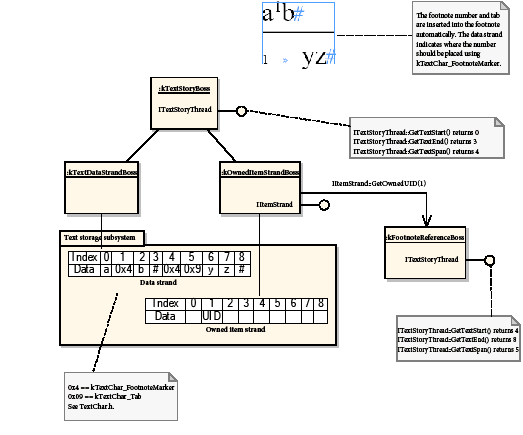 a¹b#
1 » yz#
The footnote number and tab
are inserted into the footnote
automatically. The data strand
indicates where the number
should be placed using
kTextChar_FootnoteMarker.
:kTextStoryBoss
ITextStoryThread
ITextStoryThread::GetTextStart() returns 0
ITextStoryThread::GetTextEnd() returns 3
ITextStoryThread::GetTextSpan() returns 4
:kTextDataStrandBoss
:kOwnedItemStrandBoss
IItemStrand
IItemStrand::GetOwnedUID(1)
:kFootnoteReferenceBoss
ITextStoryThread
Text storage subsystem
Index 0 1 2 3 4 5 6 7 8
Data a 0x4 b # 0x4 0x9 y z #
Data strand
Index 0 1 2 3 4 5 6 7 8
Data UID
Owned item strand
ITextStoryThread::GetTextStart() returns 4
ITextStoryThread::GetTextEnd() returns 8
ITextStoryThread::GetTextSpan() returns 5
0x4 == kTextChar_FootnoteMarker
0x09 == kTextChar_Tab
See TextChar.h.